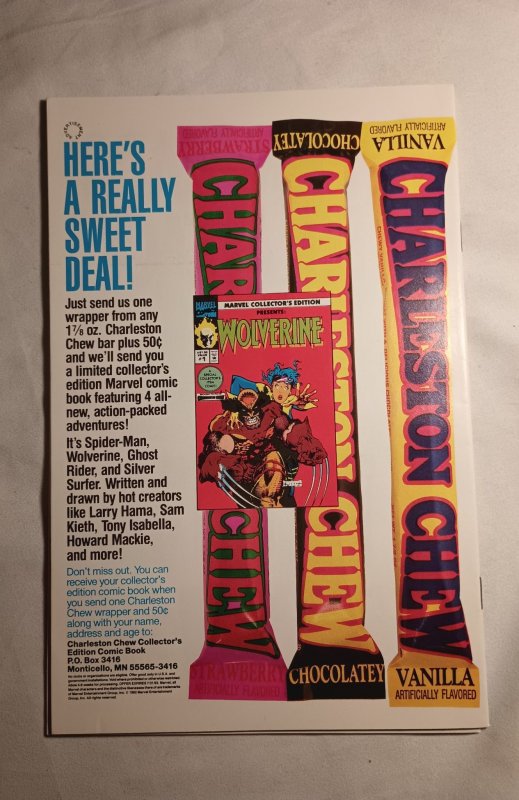 ADVERTISEMENT
HERE'S
A REALLY
SWEET
DEAL!
Just send us one
wrapper from any
1⅞ oz. Charleston
Chew bar plus 50¢
and we'll send you
a limited collector's
edition Marvel comic
book featuring 4 all-
new, action-packed
adventures!
It's Spider-Man,
Wolverine, Ghost
Rider, and Silver
Surfer. Written and
drawn by hot creators
like Larry Hama, Sam
Kieth, Tony Isabella,
Howard Mackie,
and more!
Don't miss out. You can
receive your collector's
edition comic book when
you send one Charleston
Chew wrapper and 50¢
along with your name,
address and age to:
Charleston Chew Collector's
Edition Comic Book
P.O. Box 3416
Monticello, MN 55565-3416
STRAWBERRY
ARTIFICIALLY FLAVORED
CHARLESTON CHEW
STRAWBERRY
CHOCOLATEY
CHARLESTON CHEW
CHOCOLATEY
VANILLA
ARTIFICIALLY FLAVORED
CHARLESTON CHEW
VANILLA
ARTIFICIALLY FLAVORED
MARVEL
MARVEL COLLECTOR'S EDITION
PRESENTS:
WOLVERINE
#1